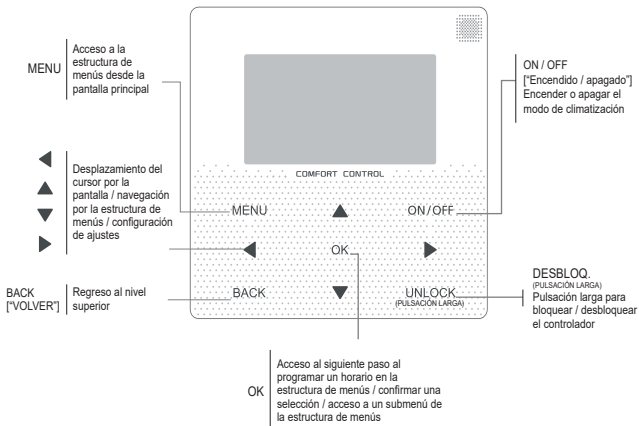 MENU
Acceso a la
estructura de
menús desde la
pantalla principal
ON / OFF
["Encendido / apagado"]
Encender o apagar el
modo de climatización
Desplazamiento del
cursor por la
pantalla / navegación
por la estructura de
menús / configuración
de ajustes
COMFORT CONTROL
MENU
ON/OFF
OK
BACK
UNLOCK
(PULSACIÓN LARGA)
BACK
["VOLVER"]
Regreso al nivel
superior
DESBLOQ.
(PULSACIÓN LARGA)
Pulsación larga para
bloquear / desbloquear
el controlador
OK
Acceso al siguiente paso al
programar un horario en la
estructura de menús / confirmar una
selección / acceso a un submenú de
la estructura de menús